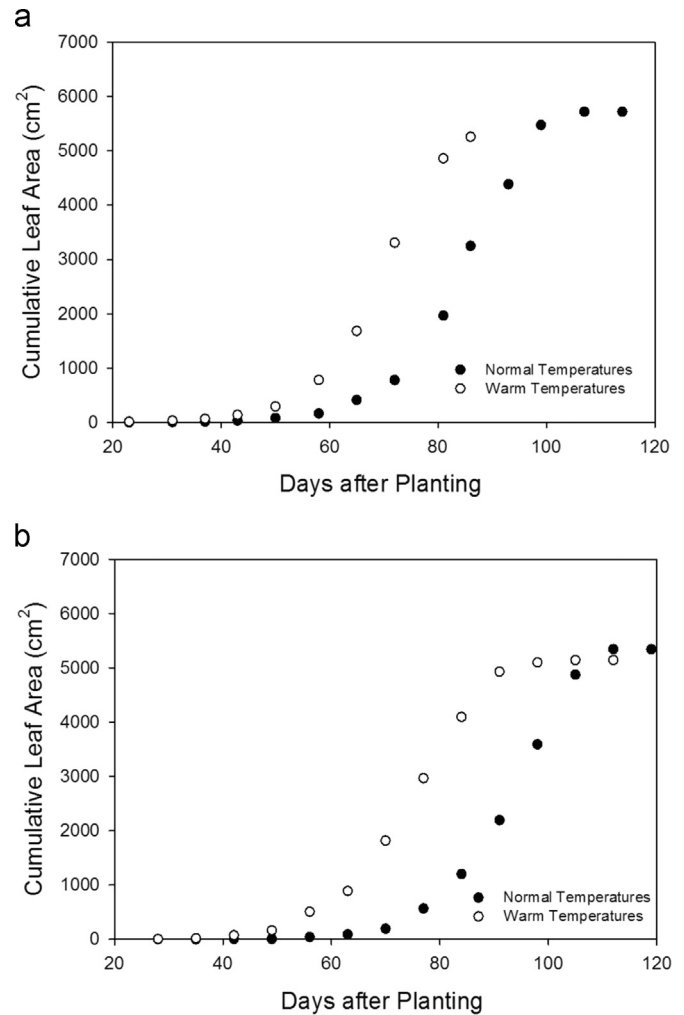 a
7000
6000
5000
4000
3000
2000
1000
0
Cumulative Leaf Area (cm²)
Normal Temperatures
Warm Temperatures
20 40 60 80 100 120
Days after Planting
b
7000
6000
5000
4000
3000
2000
1000
0
Cumulative Leaf Area (cm²)
Normal Temperatures
Warm Temperatures
20 40 60 80 100 120
Days after Planting